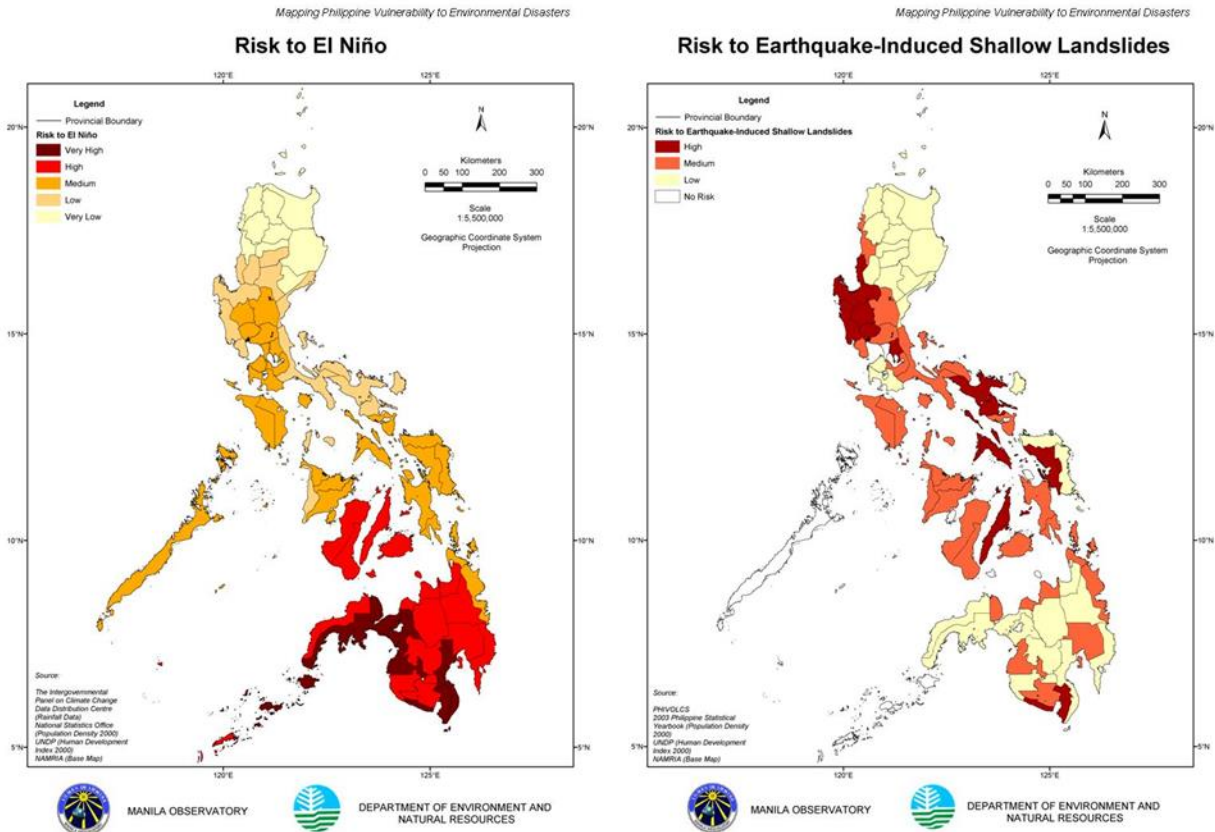 Mapping Philippine Vulnerability to Environmental Disasters
Risk to El Niño
120°E
125°E
20°N
15°N
10°N
5°N
Legend
Provincial Boundary
Risk to El Niño
Very High
High
Medium
Low
Very Low
N
Kilometers
0 50 100 200 300
Scale
1:5,500,000
Geographic Coordinate System
Projection
Source:
The Intergovernmental
Panel on Climate Change
Data Distribution Centre
(Rainfall Data)
National Statistics Office
(Population Density 2000)
UNDP (Human Development
Index 2000)
NAMRIA (Base Map)
120°E
125°E
MANILA OBSERVATORY
DEPARTMENT OF ENVIRONMENT AND
NATURAL RESOURCES
Mapping Philippine Vulnerability to Environmental Disasters
Risk to Earthquake-Induced Shallow Landslides
120°E
125°E
20°N
15°N
10°N
5°N
Legend
Provincial Boundary
Risk to Earthquake-Induced Shallow Landslides
High
Medium
Low
No Risk
N
Kilometers
0 50 100 200 300
Scale
1:5,500,000
Geographic Coordinate System
Projection
Source:
PHIVOLCS
2003 Philippine Statistical
Yearbook (Population Density
2000)
UNDP (Human Development
Index 2000)
NAMRIA (Base Map)
120°E
125°E
MANILA OBSERVATORY
DEPARTMENT OF ENVIRONMENT AND
NATURAL RESOURCES